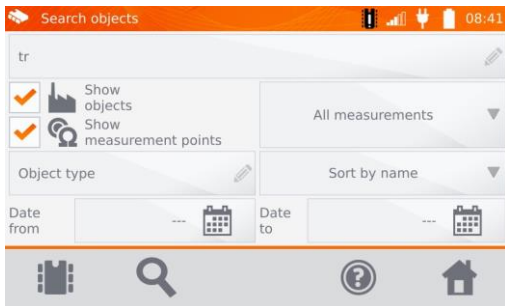 Search objects 08:41
tr
Show
objects
Show
measurement points
All measurements
Object type
Sort by name
Date
from
---
Date
to
---